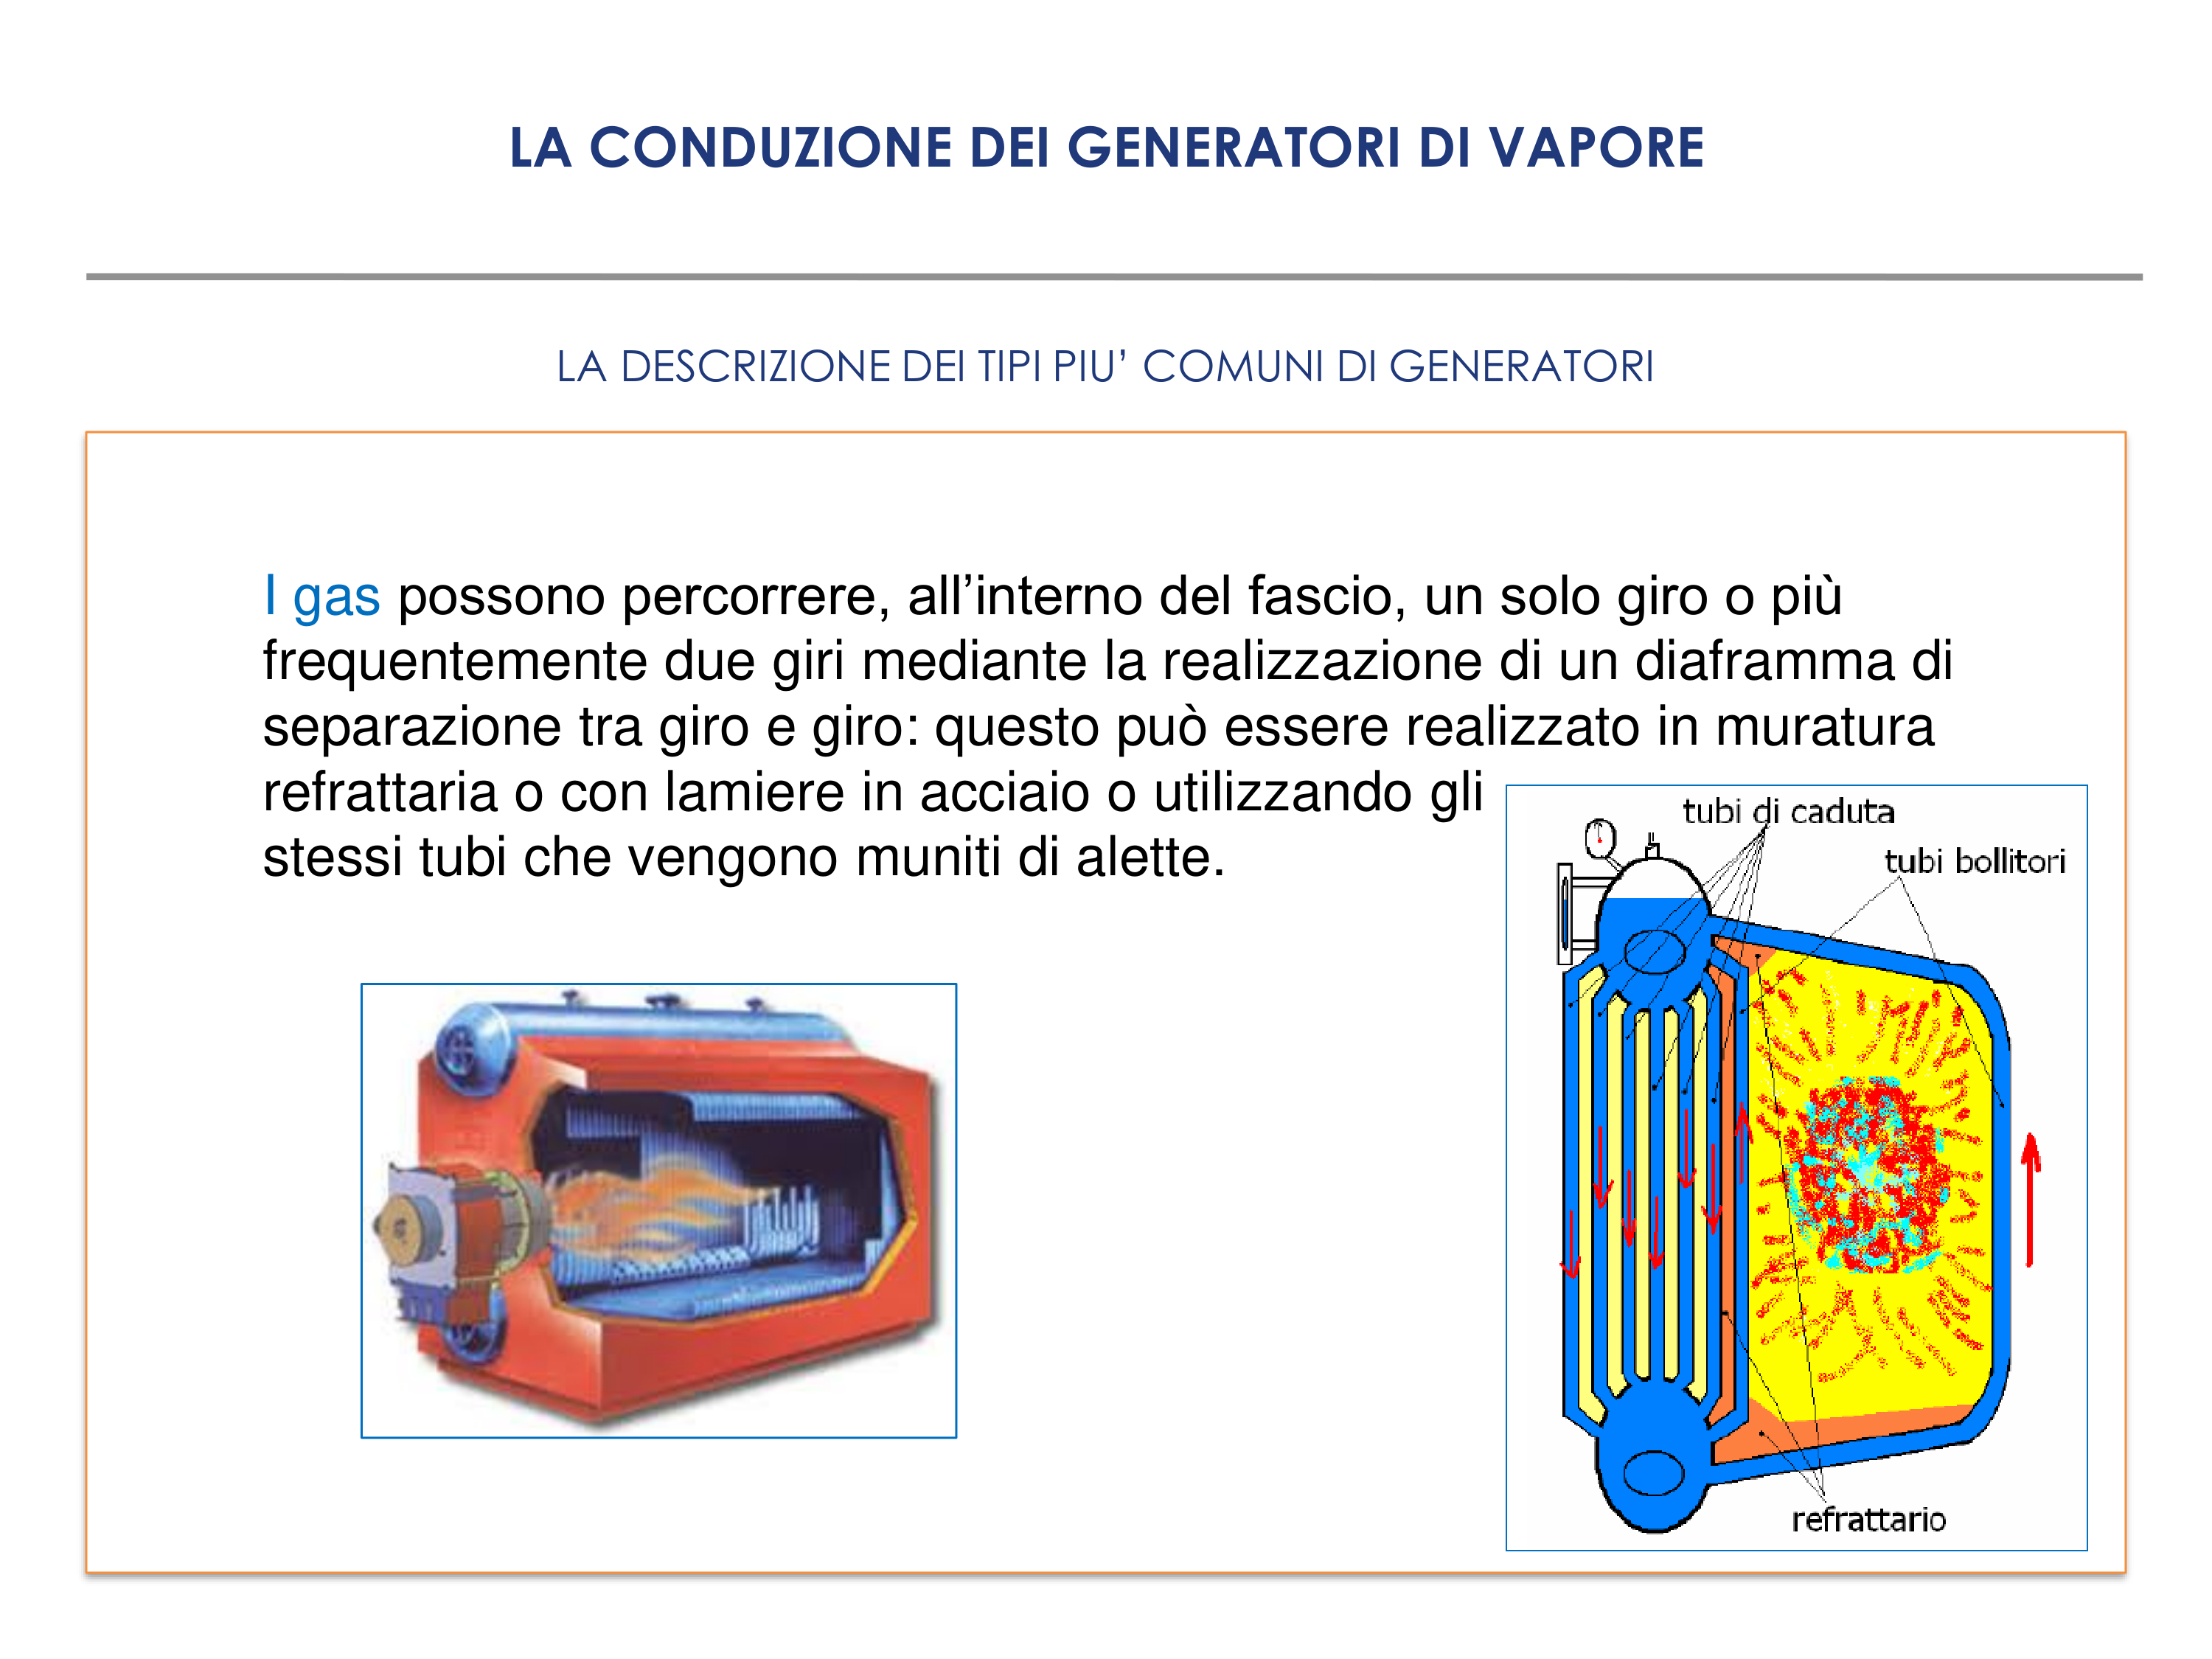 LA CONDUZIONE DEI GENERATORI DI VAPORE
LA DESCRIZIONE DEI TIPI PIU’ COMUNI DI GENERATORI
I gas possono percorrere, all’interno del fascio, un solo giro o più
frequentemente due giri mediante la realizzazione di un diaframma di
separazione tra giro e giro: questo può essere realizzato in muratura
refrattaria o con lamiere in acciaio o utilizzando gli
stessi tubi che vengono muniti di alette.
tubi di caduta
tubi bollitori
refrattario